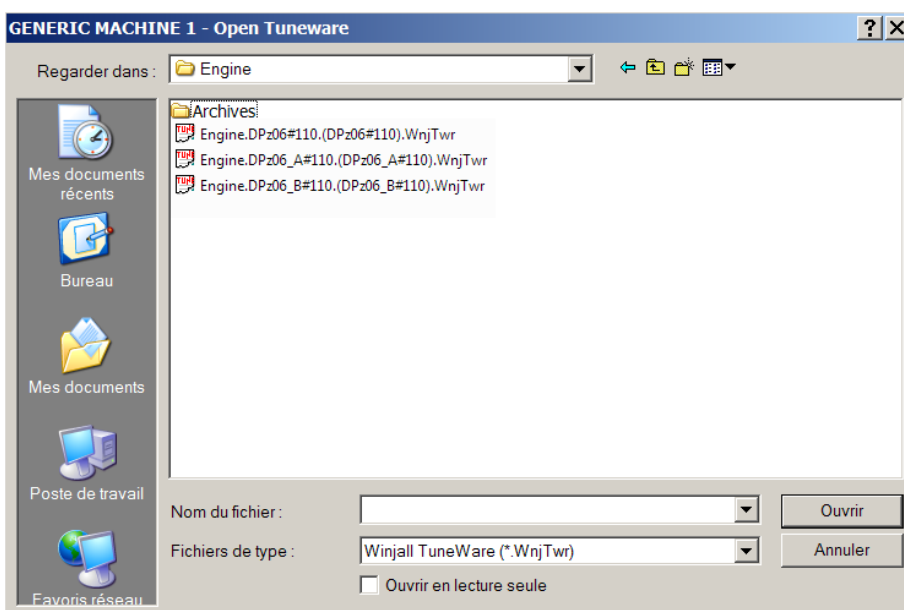 GENERIC MACHINE 1 - Open Tuneware
Regarder dans : Engine
Archives
Engine.DPz06#110.(DPz06#110).WnjTwr
Engine.DPz06_A#110.(DPz06_A#110).WnjTwr
Engine.DPz06_B#110.(DPz06_B#110).WnjTwr
Mes documents
récents
Bureau
Mes documents
Poste de travail
Favoris réseau
Nom du fichier : Ouvrir
Fichiers de type : Winjall TuneWare (*.WnjTwr) Annuler
Ouvrir en lecture seule